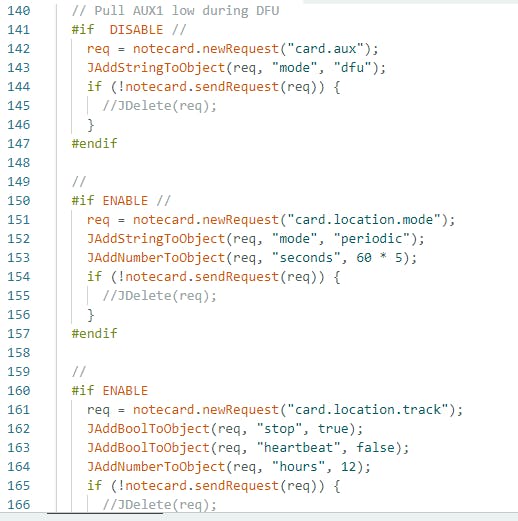 140 // Pull AUX1 low during DFU
141 #if  DISABLE //
142   req = notecard.newRequest("card.aux");
143   JAddStringToObject(req, "mode", "dfu");
144   if (!notecard.sendRequest(req)) {
145     //JDelete(req);
146   }
147 #endif
148
149 //
150 #if ENABLE //
151   req = notecard.newRequest("card.location.mode");
152   JAddStringToObject(req, "mode", "periodic");
153   JAddNumberToObject(req, "seconds", 60 * 5);
154   if (!notecard.sendRequest(req)) {
155     //JDelete(req);
156   }
157 #endif
158
159 //
160 #if ENABLE
161   req = notecard.newRequest("card.location.track");
162   JAddBoolToObject(req, "stop", true);
163   JAddBoolToObject(req, "heartbeat", false);
164   JAddNumberToObject(req, "hours", 12);
165   if (!notecard.sendRequest(req)) {
166     //JDelete(req);